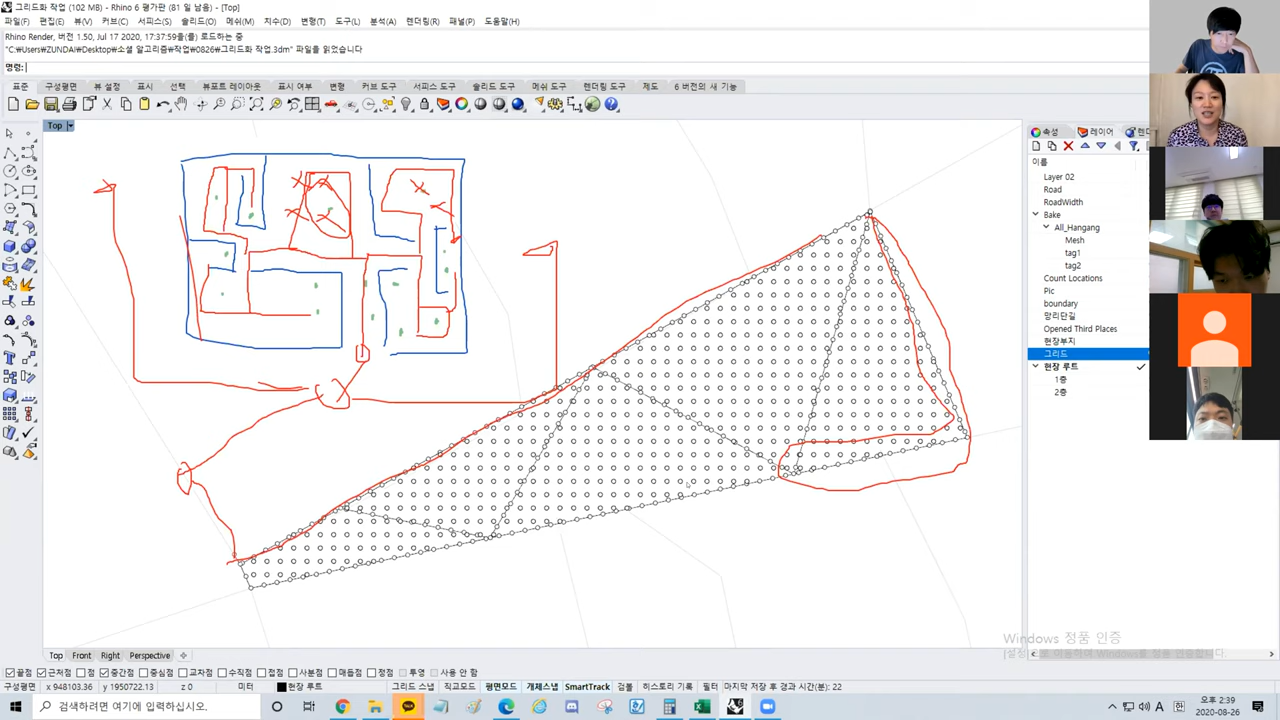 그리드화 작업 (102 MB) - Rhino 6 평가판 (81 일 남음) - [Top]
파일(F) 편집(E) 뷰(V) 커브(C) 서피스(S) 솔리드(O) 메쉬(M) 치수(D) 변형(T) 도구(L) 분석(A) 렌더링(R) 패널(P) 도움말(H)
Rhino Render, 버전 1.50, Jul 17 2020, 17:37:59을(를) 로드하는 중
"C:\Users\ZUNDAI\Desktop\소셜 알고리즘\작업\0826\그리드화 작업.3dm" 파일을 읽었습니다
명령:
표준 구성평면 뷰 설정 표시 선택 뷰포트 레이아웃 표시 여부 변형 커브 도구 서피스 도구 솔리드 도구 메쉬 도구 렌더링 도구 제도 6 버전의 새 기능
Top
속성 레이어 렌더
이름
Layer 02
Road
RoadWidth
Bake
All_Hangang
Mesh
tag1
tag2
Count Locations
Pic
boundary
망리단길
Opened Third Places
현장부지
그리드
현장 루트
1층
2층
Windows 정품 인증
Top Front Right Perspective
끝점 근처점 점 중간점 중심점 교차점 수직점 접점 사분점 매듭점 정점 투영 사용 안 함
구성평면 x 948103.36 y 1950722.13 z 0 미터 현장 루트 그리드 스냅 직교모드 평면모드 개체스냅 SmartTrack 검볼 히스토리 기록 필터 마지막 저장 후 경과 시간(분): 22
검색하려면 여기에 입력하십시오.
A 한
오후 2:39
2020-08-26